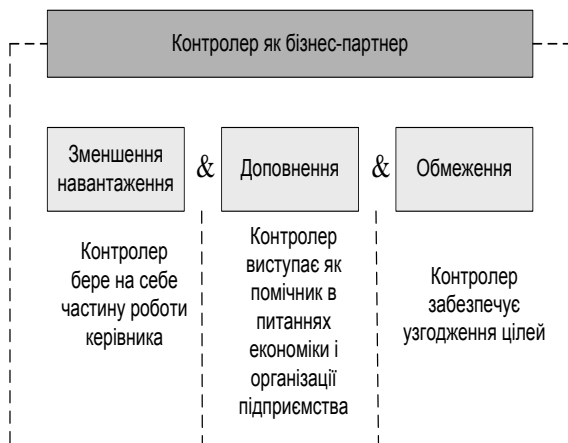 Контролер як бізнес-партнер
Зменшення
навантаження
&
Доповнення
&
Обмеження
Контролер
бере на себе
частину роботи
керівника
Контролер
виступає як
помічник в
питаннях
економіки і
організації
підприємства
Контролер
забезпечує
узгодження цілей